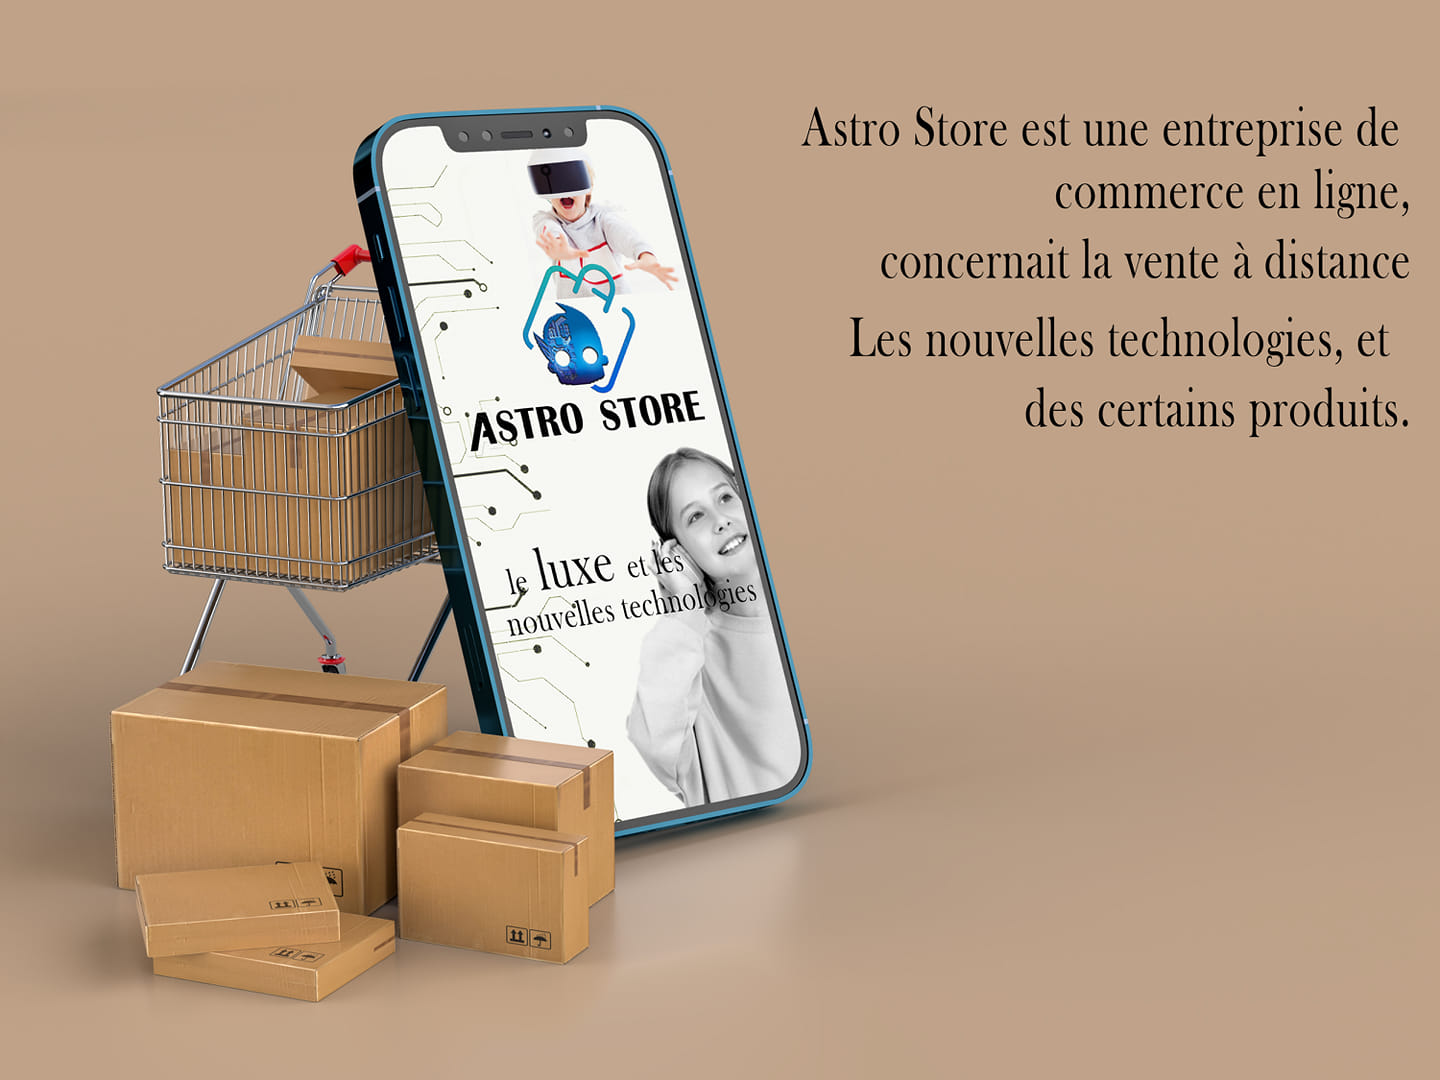 Astro Store est une entreprise de
commerce en ligne,
concernait la vente à distance
Les nouvelles technologies, et
des certains produits.
ASTRO STORE
le luxe et les
nouvelles technologies